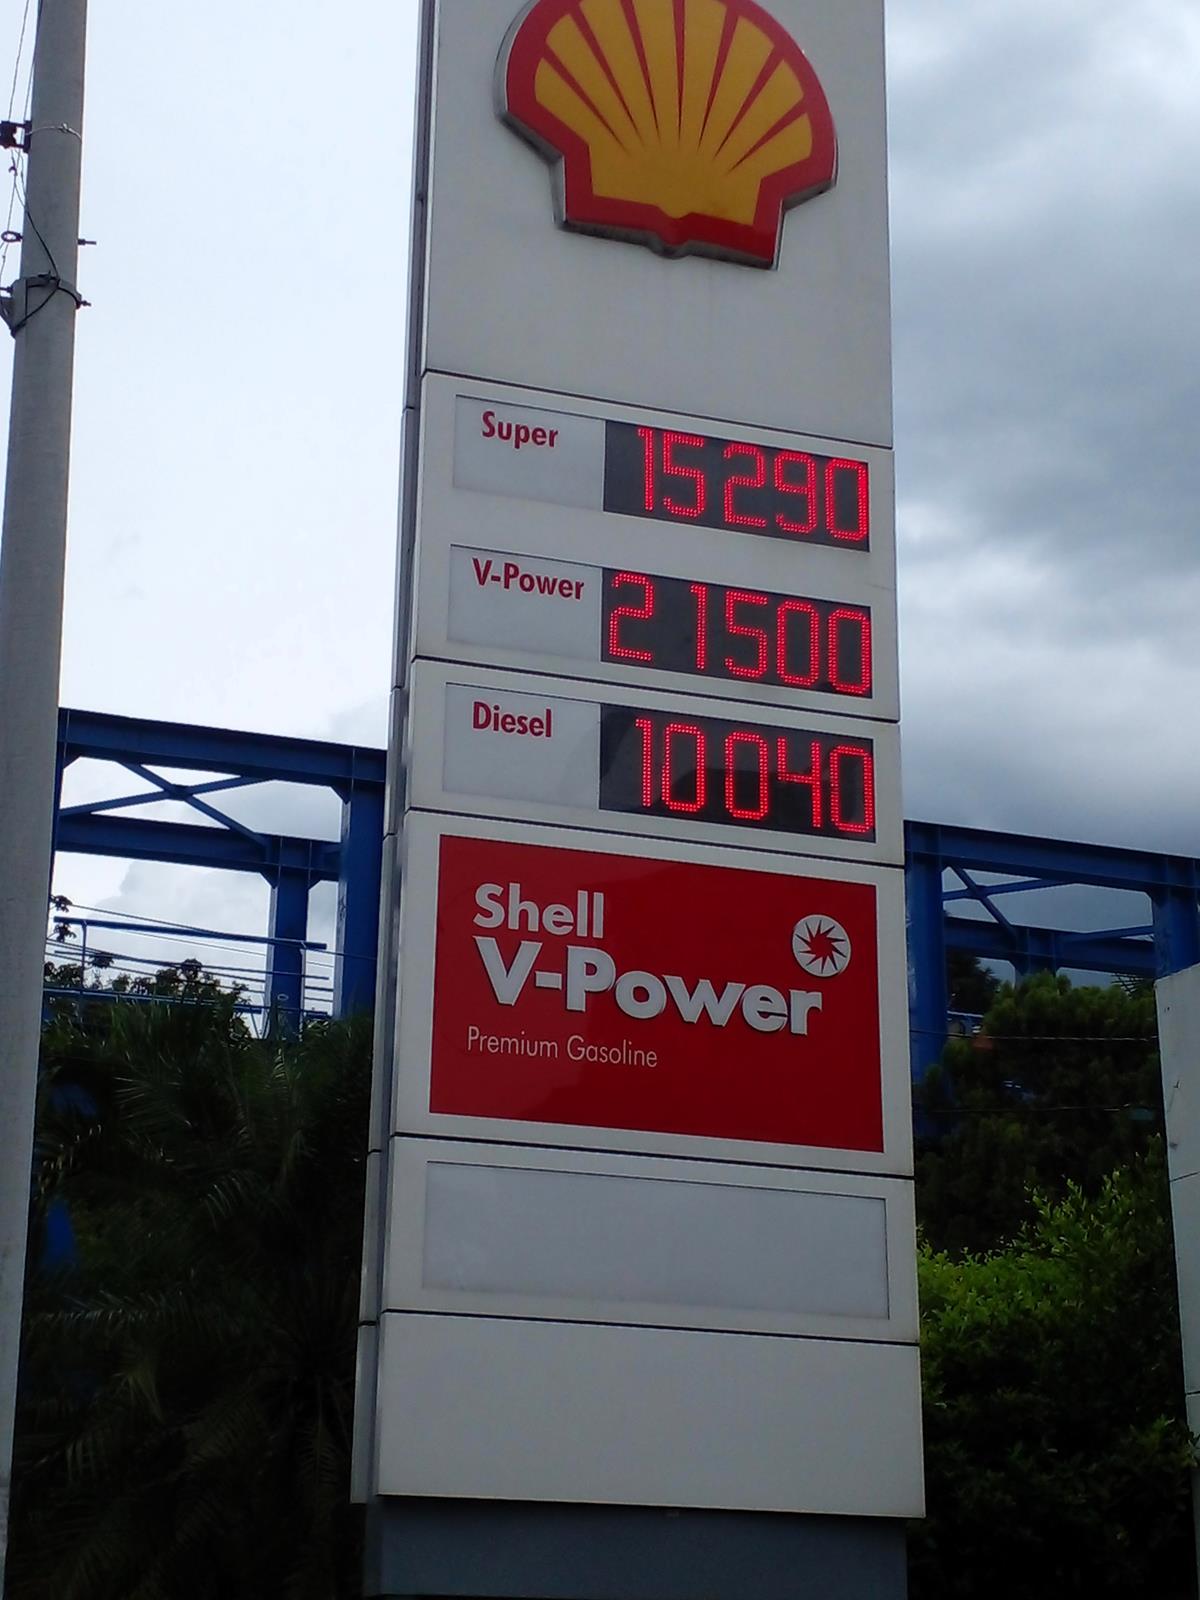 Super 15290
V-Power 21500
Diesel 10040
Shell
V-Power
Premium Gasoline